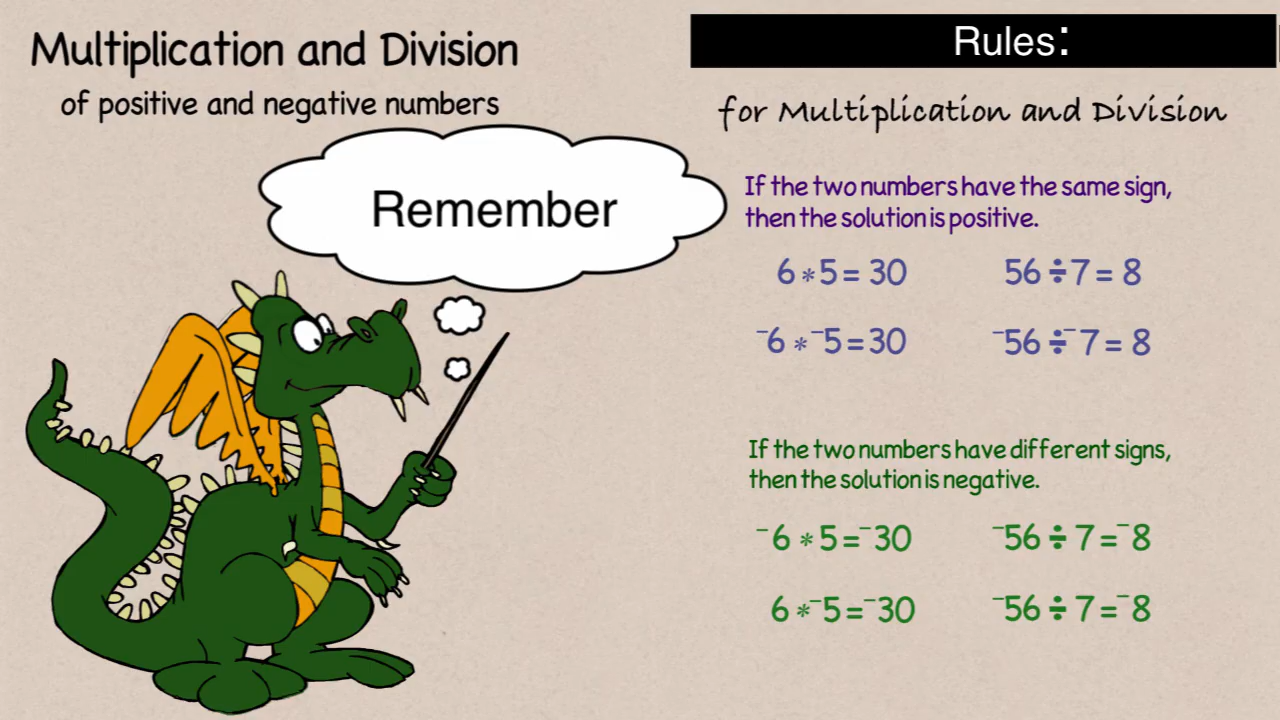 Multiplication and Division
of positive and negative numbers
Remember
Rules:
for Multiplication and Division
If the two numbers have the same sign,
then the solution is positive.
6 * 5 = 30 56 ÷ 7 = 8
⁻6 * ⁻5 = 30 ⁻56 ÷ ⁻7 = 8
If the two numbers have different signs,
then the solution is negative.
⁻6 * 5 = ⁻30 ⁻56 ÷ 7 = ⁻8
6 * ⁻5 = ⁻30 ⁻56 ÷ 7 = ⁻8